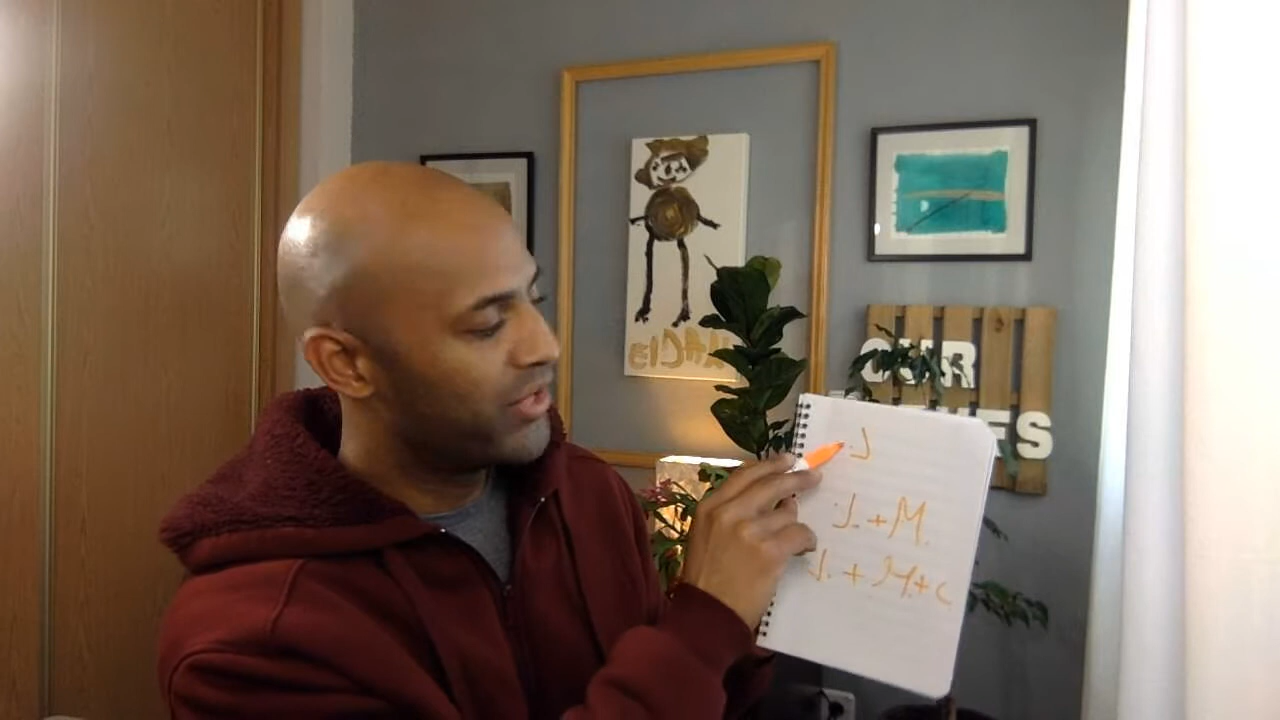 OUR
J
J. + M.
J. + M. + C